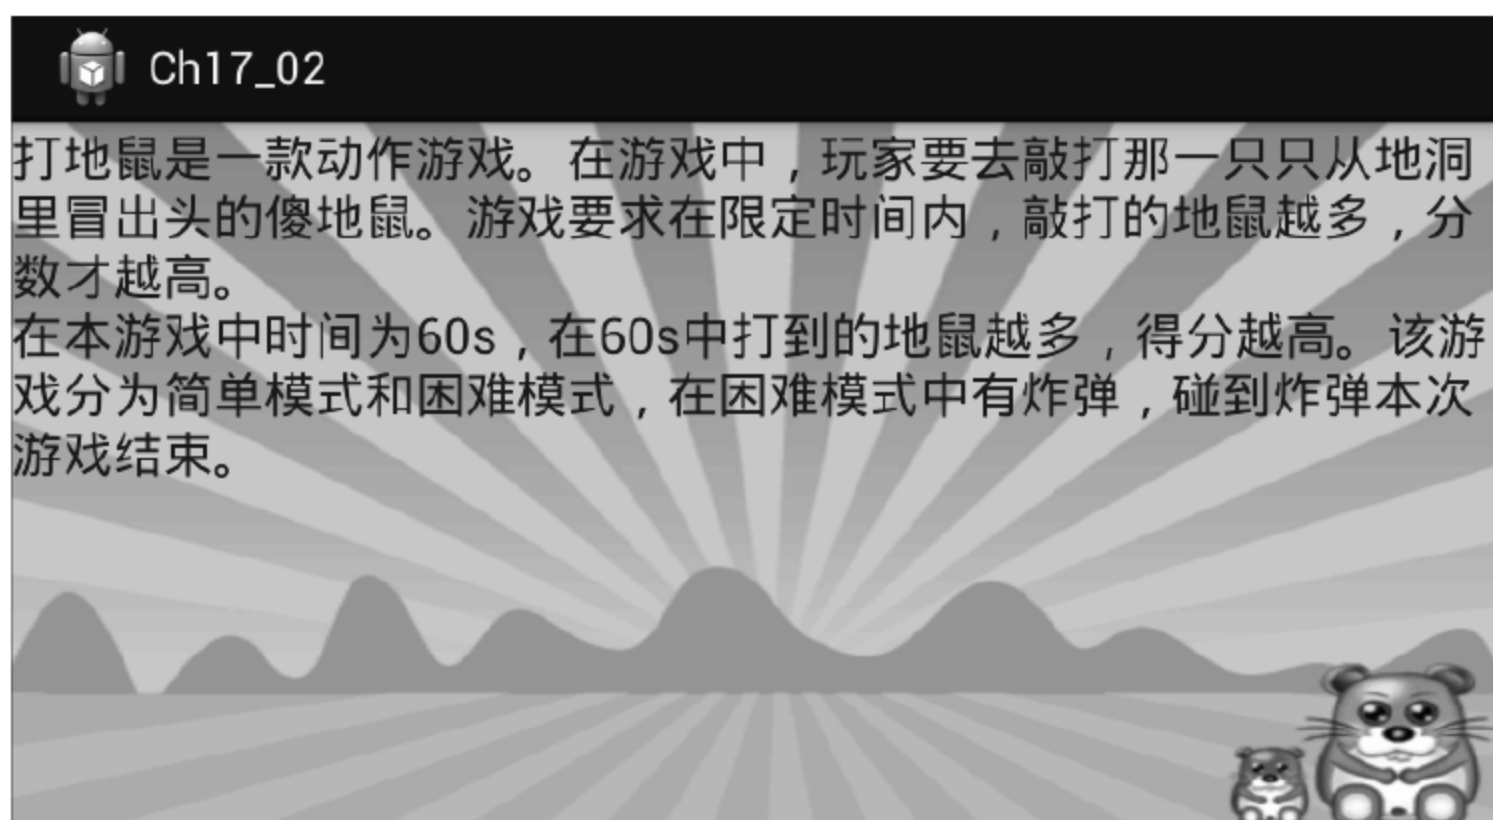 Ch17_02
打地鼠是一款动作游戏。在游戏中，玩家要去敲打那一只只从地洞
里冒出头的傻地鼠。游戏要求在限定时间内，敲打的地鼠越多，分
数才越高。
在本游戏中时间为60s，在60s中打到的地鼠越多，得分越高。该游
戏分为简单模式和困难模式，在困难模式中有炸弹，碰到炸弹本次
游戏结束。